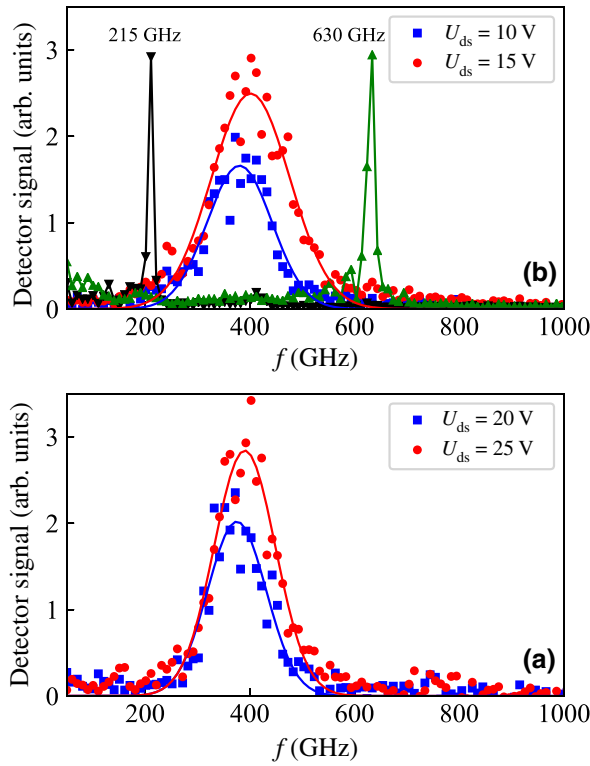 215 GHz
630 GHz
U_ds = 10 V
U_ds = 15 V
Detector signal (arb. units)
3
2
1
0
(b)
200
400
600
800
1000
f (GHz)
U_ds = 20 V
U_ds = 25 V
Detector signal (arb. units)
3
2
1
0
(a)
200
400
600
800
1000
f (GHz)